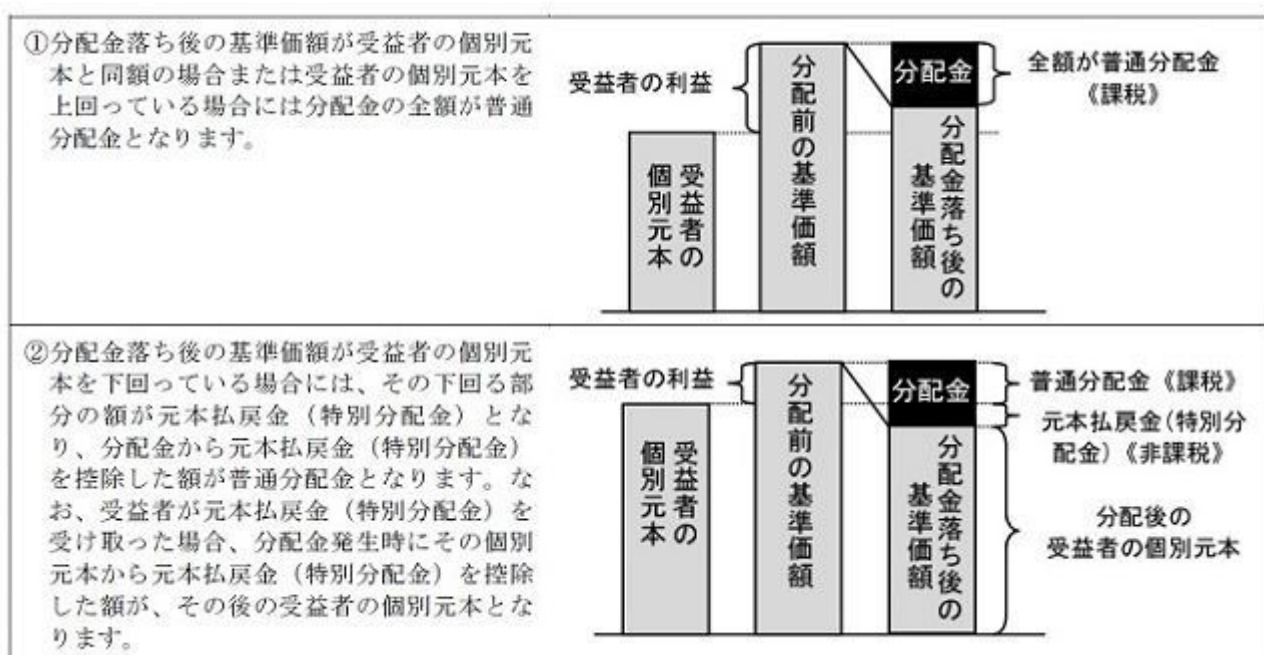 ①分配金落ち後の基準価額が受益者の個別元
本と同額の場合または受益者の個別元本を
上回っている場合には分配金の全額が普通
分配金となります。
受益者の利益
受益者の
個別元本
分配前の基準価額
分配金
分配金落ち後の
基準価額
全額が普通分配金
《課税》
②分配金落ち後の基準価額が受益者の個別元
本を下回っている場合には、その下回る部
分の額が元本払戻金（特別分配金）とな
り、分配金から元本払戻金（特別分配金）
を控除した額が普通分配金となります。な
お、受益者が元本払戻金（特別分配金）を
受け取った場合、分配金発生時にその個別
元本から元本払戻金（特別分配金）を控除
した額が、その後の受益者の個別元本とな
ります。
受益者の利益
受益者の
個別元本
分配前の基準価額
分配金
分配金落ち後の
基準価額
普通分配金《課税》
元本払戻金(特別分
配金)《非課税》
分配後の
受益者の個別元本